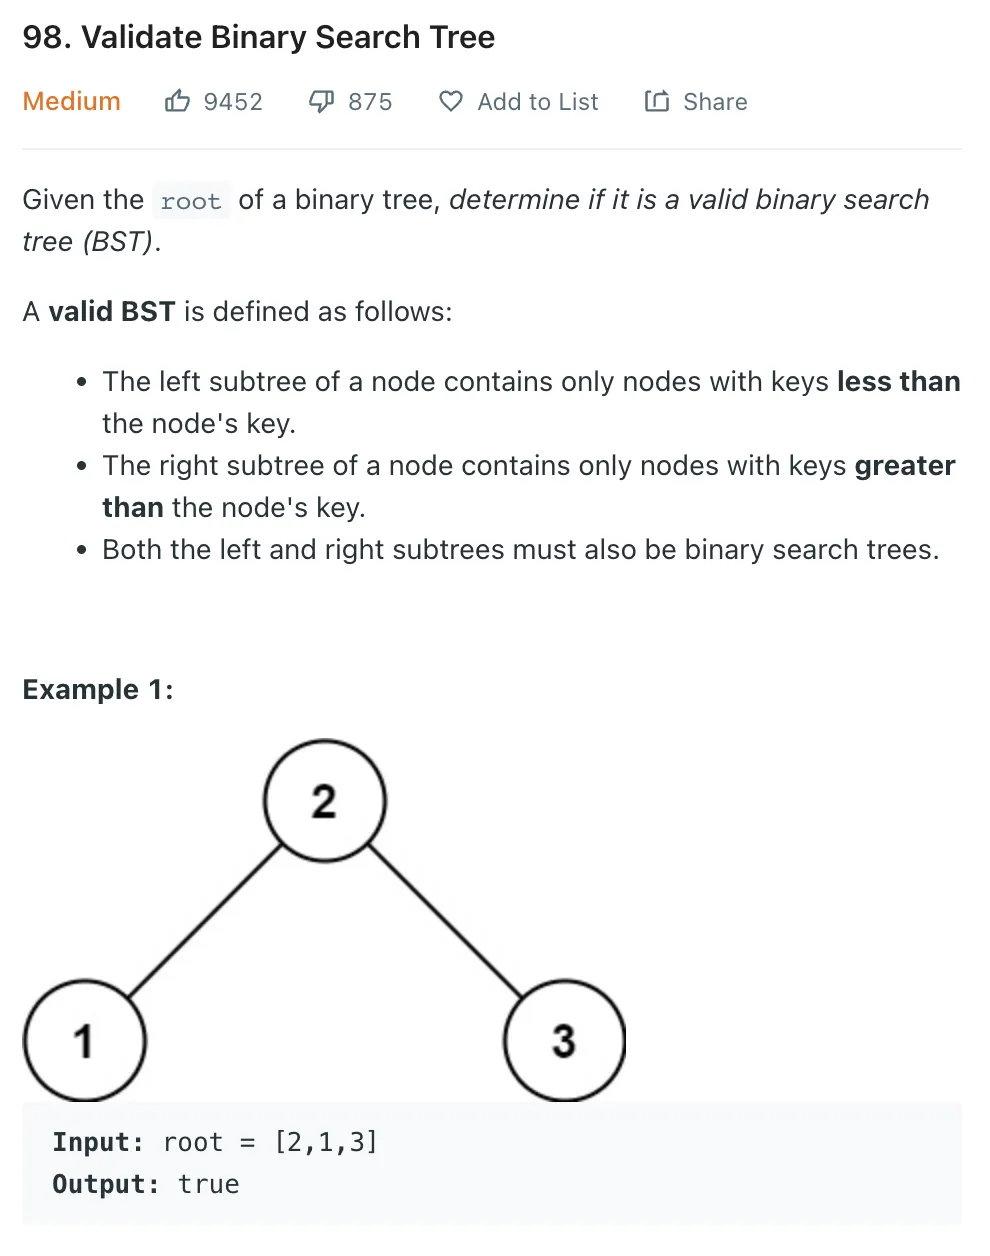 98. Validate Binary Search Tree
Medium 9452 875 Add to List Share
Given the root of a binary tree, determine if it is a valid binary search
tree (BST).
A valid BST is defined as follows:
• The left subtree of a node contains only nodes with keys less than
the node's key.
• The right subtree of a node contains only nodes with keys greater
than the node's key.
• Both the left and right subtrees must also be binary search trees.
Example 1:
2
1 3
Input: root = [2,1,3]
Output: true